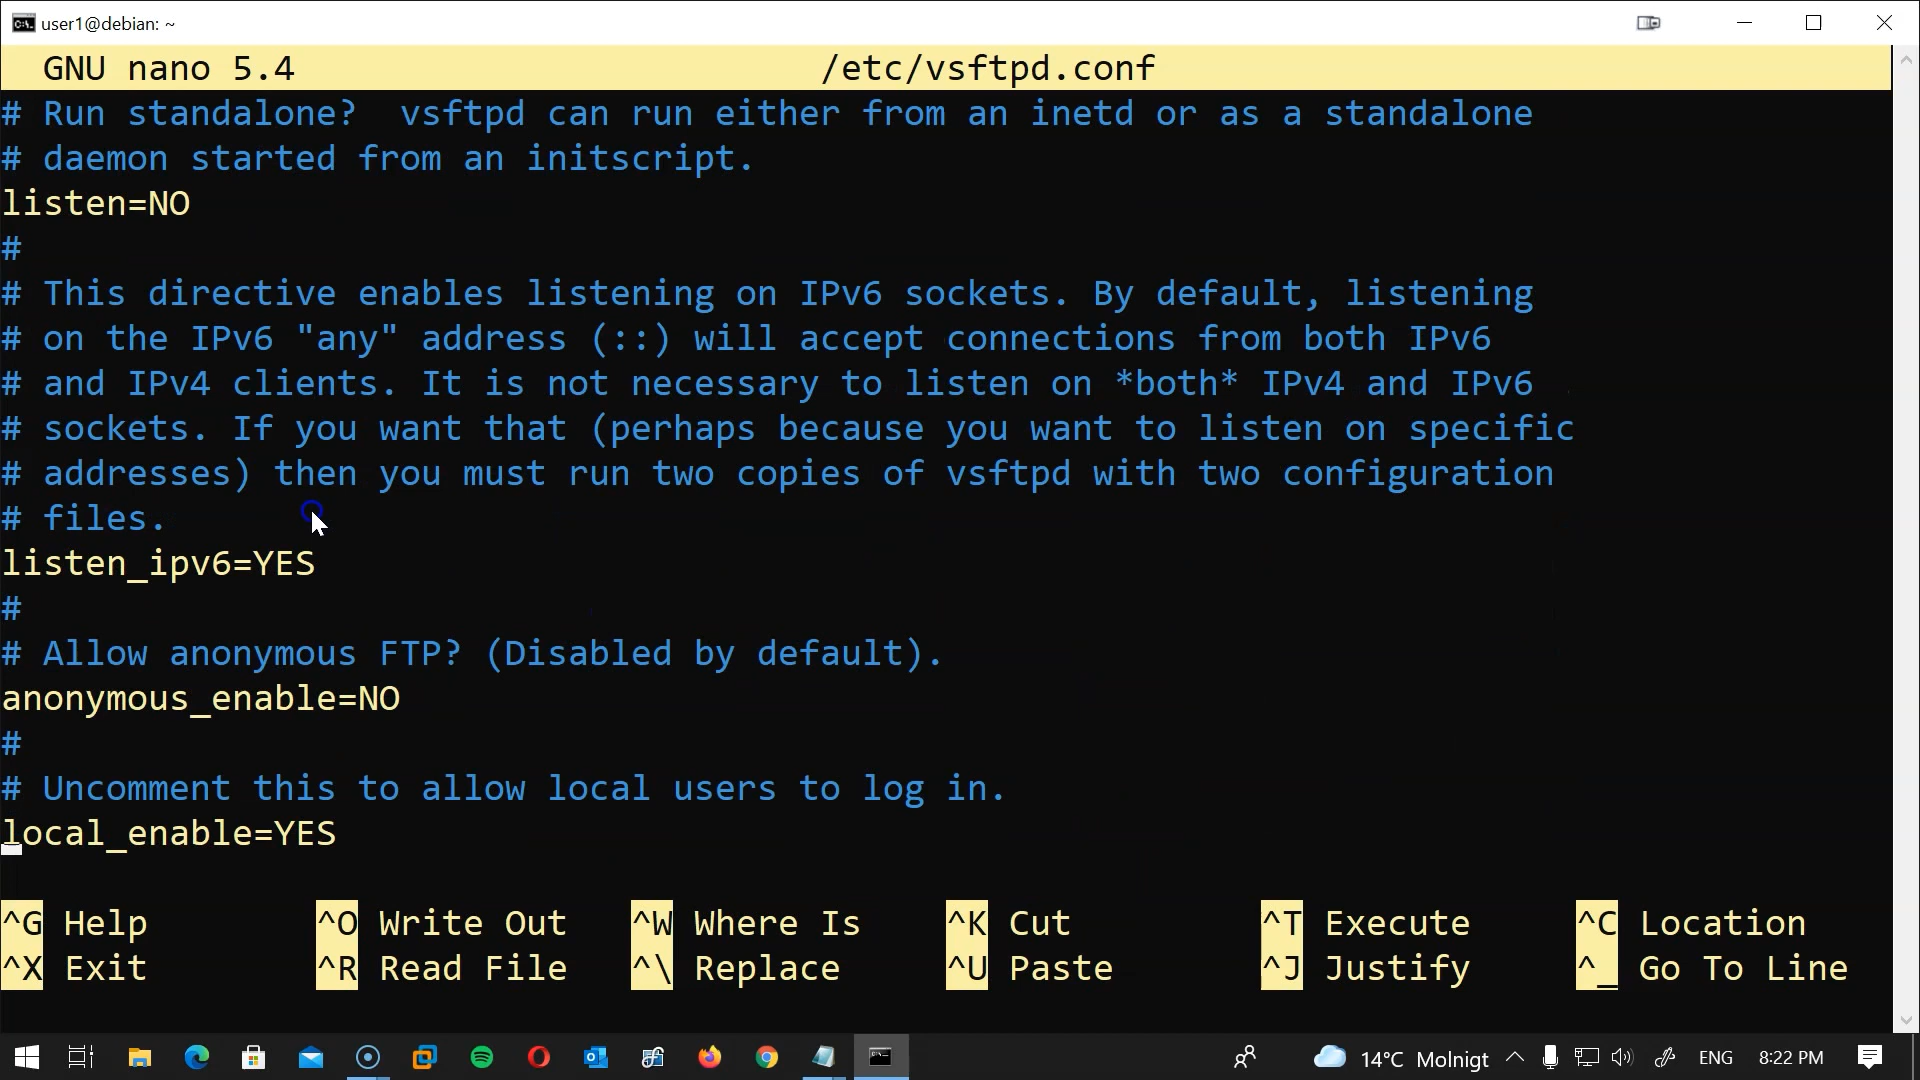 user1@debian: ~
GNU nano 5.4 /etc/vsftpd.conf
# Run standalone?  vsftpd can run either from an inetd or as a standalone
# daemon started from an initscript.
listen=NO
#
# This directive enables listening on IPv6 sockets. By default, listening
# on the IPv6 "any" address (::) will accept connections from both IPv6
# and IPv4 clients. It is not necessary to listen on *both* IPv4 and IPv6
# sockets. If you want that (perhaps because you want to listen on specific
# addresses) then you must run two copies of vsftpd with two configuration
# files.
listen_ipv6=YES
#
# Allow anonymous FTP? (Disabled by default).
anonymous_enable=NO
#
# Uncomment this to allow local users to log in.
local_enable=YES
^G Help ^O Write Out ^W Where Is ^K Cut ^T Execute ^C Location
^X Exit ^R Read File ^\ Replace ^U Paste ^J Justify ^_ Go To Line
14°C Molnigt ENG 8:22 PM